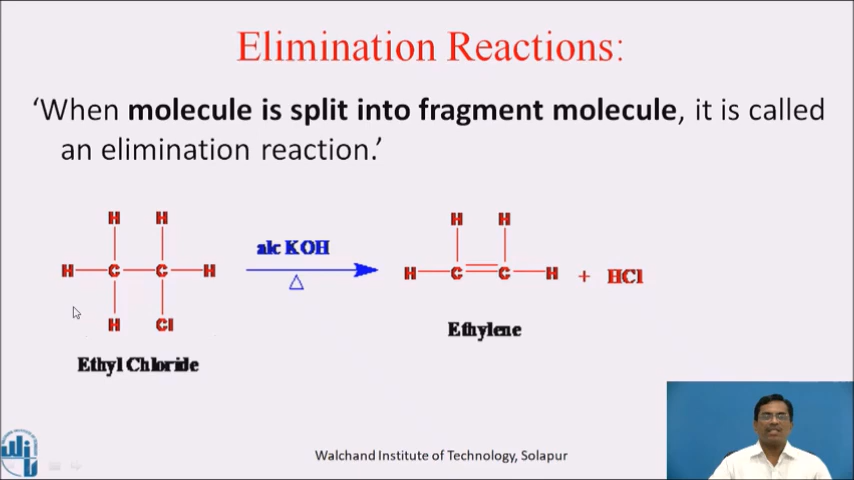 Elimination Reactions:
‘When molecule is split into fragment molecule, it is called
an elimination reaction.’
H H H H
alc KOH
H C C H H C C H + HCl
△
H Cl
Ethylene
Ethyl Chloride
Walchand Institute of Technology, Solapur